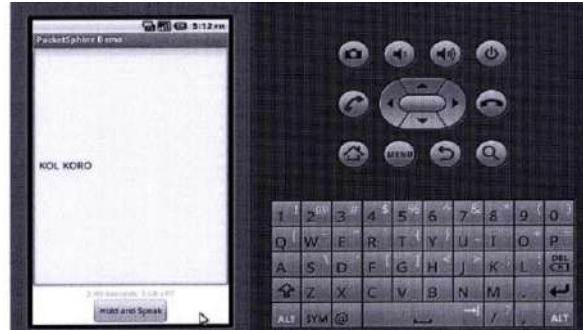 5:12 PM
PocketSphinx Demo
KOL KORO
Hold and Speak
MENU
1 2 3 4 5 6 7 8 9 0
Q W E R T Y U I O P
A S D F G H J K L DEL
Z X C V B N M .
ALT SYM @ / ? , ALT